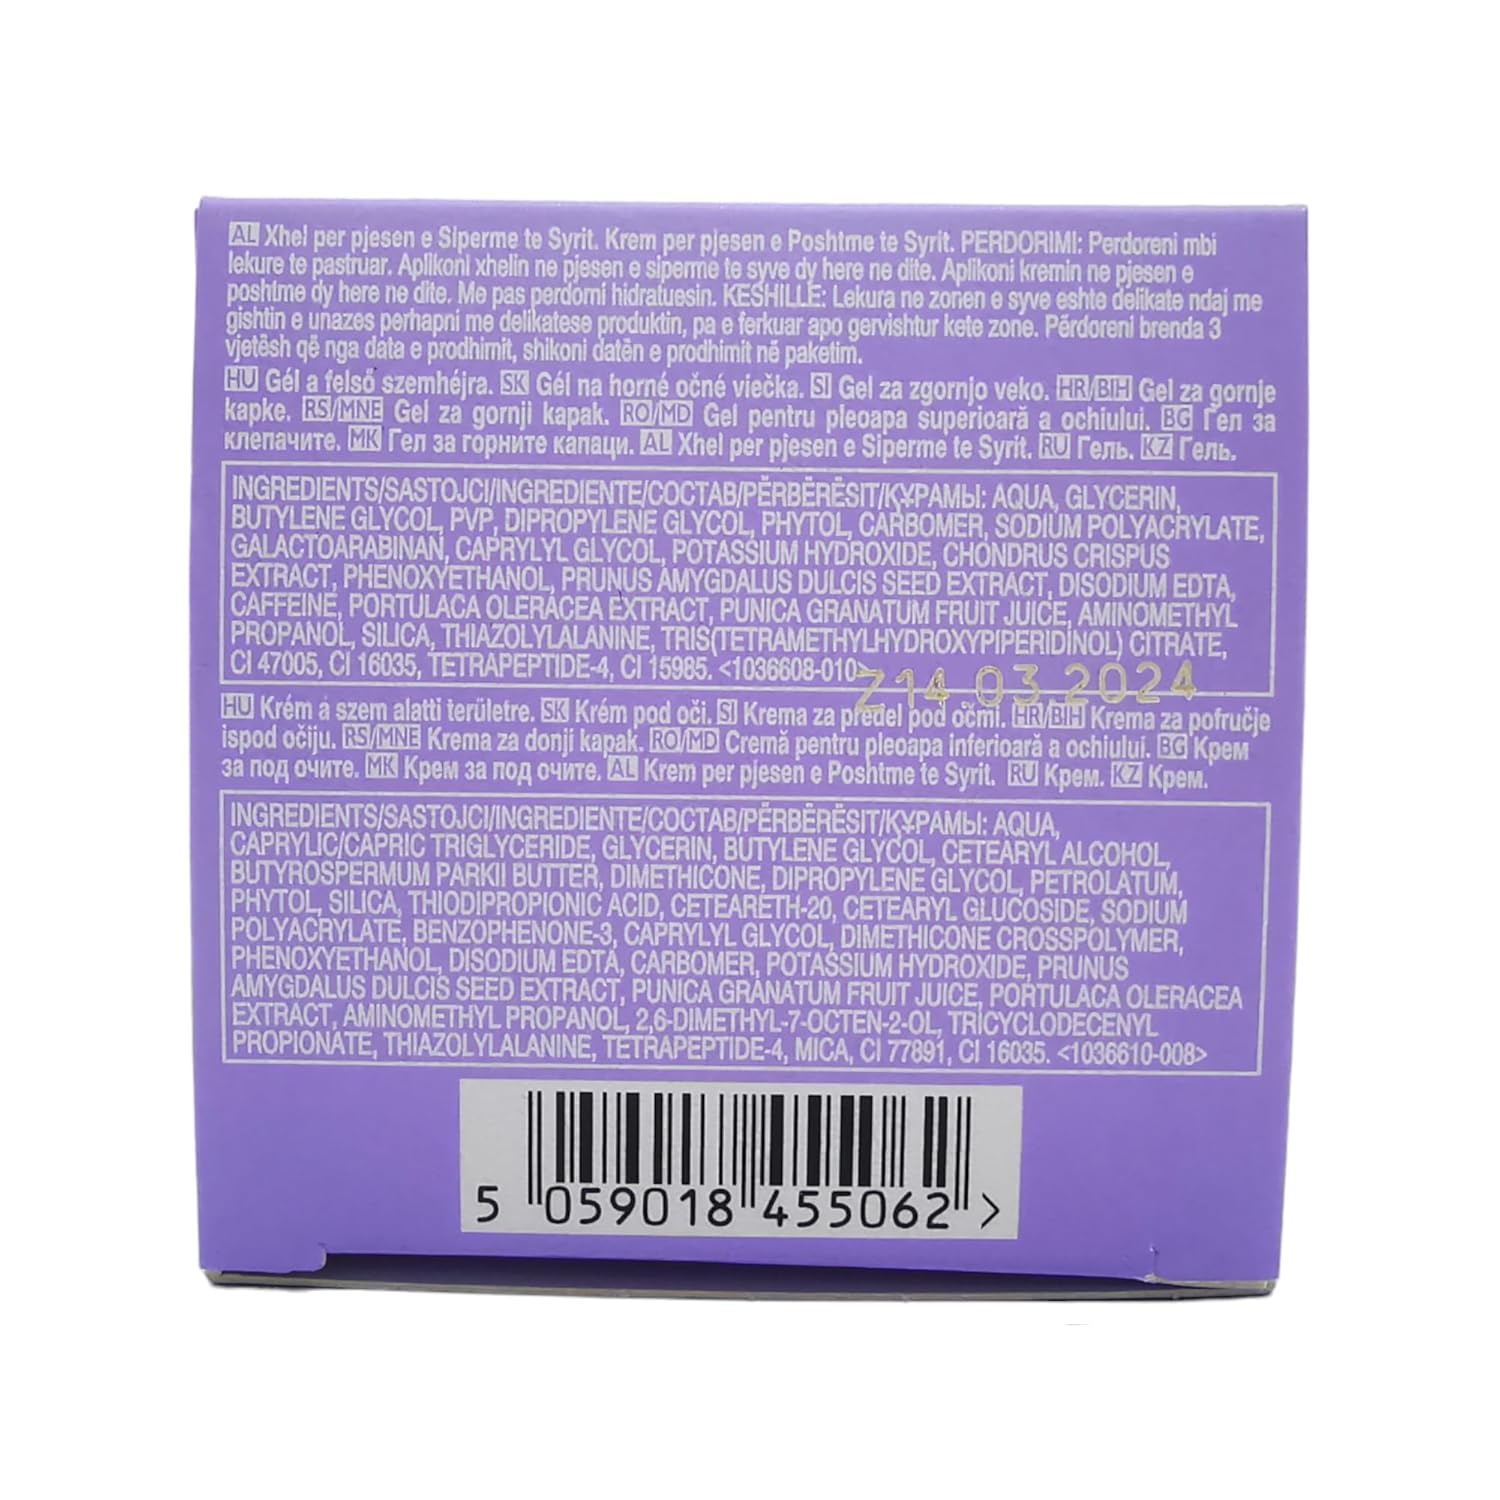 AL Xhel per pjesen e Siperme te Syrit. Krem per pjesen e Poshtme te Syrit. PERDORIMI: Perdoreni mbi
lekure te pastruar. Aplikoni xhelin ne pjesen e siperme te syve dy here ne dite. Aplikoni kremin ne pjesen e
poshtme dy here ne dite. Me pas perdorni hidratuesin. KESHILLE: Lekura ne zonen e syve eshte delikate ndaj me
gishtin e unazes perhapni me delikatese produktin, pa e ferkuar apo gervishtur kete zone. Përdoreni brenda 3
vjetësh që nga data e prodhimit, shikoni datën e prodhimit në paketim.
HU Gél a felső szemhéjra. SK Gél na horné očné viečka. SI Gel za zgornjo veko. HR/BIH Gel za gornje
kapke. RS/MNE Gel za gornji kapak. RO/MD Gel pentru pleoapa superioară a ochiului. BG Гел за
клепачите. MK Гел за горните капаци. AL Xhel per pjesen e Siperme te Syrit. RU Гель. KZ Гель.
INGREDIENTS/SASTOJCI/INGREDIENTE/СОСТАВ/PËRBËRËSIT/ҚҰРАМЫ: AQUA, GLYCERIN,
BUTYLENE GLYCOL, PVP, DIPROPYLENE GLYCOL, PHYTOL, CARBOMER, SODIUM POLYACRYLATE,
GALACTOARABINAN, CAPRYLYL GLYCOL, POTASSIUM HYDROXIDE, CHONDRUS CRISPUS
EXTRACT, PHENOXYETHANOL, PRUNUS AMYGDALUS DULCIS SEED EXTRACT, DISODIUM EDTA,
CAFFEINE, PORTULACA OLERACEA EXTRACT, PUNICA GRANATUM FRUIT JUICE, AMINOMETHYL
PROPANOL, SILICA, THIAZOLYLALANINE, TRIS(TETRAMETHYLHYDROXYPIPERIDINOL) CITRATE,
CI 47005, CI 16035, TETRAPEPTIDE-4, CI 15985. <1036608-010>
Z14 03 2024
HU Krém a szem alatti területre. SK Krém pod oči. SI Krema za predel pod očmi. HR/BIH Krema za područje
ispod očiju. RS/MNE Krema za donji kapak. RO/MD Cremă pentru pleoapa inferioară a ochiului. BG Крем
за под очите. MK Крем за под очите. AL Krem per pjesen e Poshtme te Syrit. RU Крем. KZ Крем.
INGREDIENTS/SASTOJCI/INGREDIENTE/СОСТАВ/PËRBËRËSIT/ҚҰРАМЫ: AQUA,
CAPRYLIC/CAPRIC TRIGLYCERIDE, GLYCERIN, BUTYLENE GLYCOL, CETEARYL ALCOHOL,
BUTYROSPERMUM PARKII BUTTER, DIMETHICONE, DIPROPYLENE GLYCOL, PETROLATUM,
PHYTOL, SILICA, THIODIPROPIONIC ACID, CETEARETH-20, CETEARYL GLUCOSIDE, SODIUM
POLYACRYLATE, BENZOPHENONE-3, CAPRYLYL GLYCOL, DIMETHICONE CROSSPOLYMER,
PHENOXYETHANOL, DISODIUM EDTA, CARBOMER, POTASSIUM HYDROXIDE, PRUNUS
AMYGDALUS DULCIS SEED EXTRACT, PUNICA GRANATUM FRUIT JUICE, PORTULACA OLERACEA
EXTRACT, AMINOMETHYL PROPANOL, 2,6-DIMETHYL-7-OCTEN-2-OL, TRICYCLODECENYL
PROPIONATE, THIAZOLYLALANINE, TETRAPEPTIDE-4, MICA, CI 77891, CI 16035. <1036610-008>
5 059018 455062 >